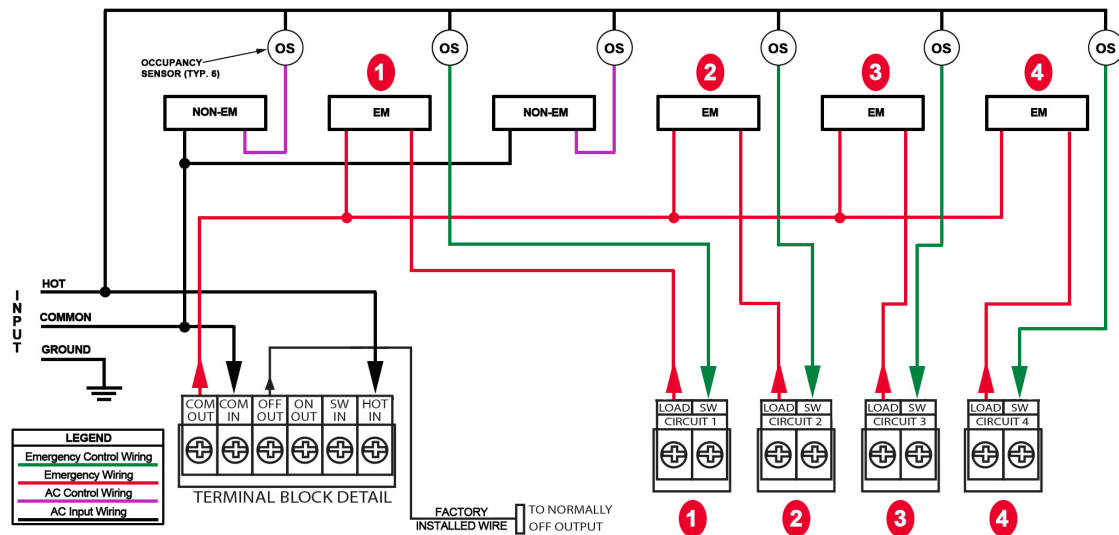 OS
OS
OS
OS
OS
OS
OCCUPANCY
SENSOR (TYP. 6)
1
2
3
4
NON-EM
EM
NON-EM
EM
EM
EM
INPUT
HOT
COMMON
GROUND
COM OUT
COM IN
OFF OUT
ON OUT
SW IN
HOT IN
TERMINAL BLOCK DETAIL
LOAD SW
CIRCUIT 1
LOAD SW
CIRCUIT 2
LOAD SW
CIRCUIT 3
LOAD SW
CIRCUIT 4
LEGEND
Emergency Control Wiring
Emergency Wiring
AC Control Wiring
AC Input Wiring
FACTORY
INSTALLED WIRE
TO NORMALLY
OFF OUTPUT
1
2
3
4